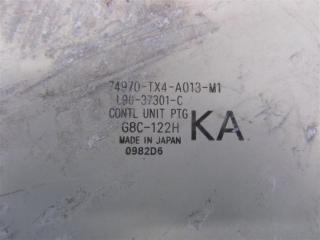 74970-TX4-A013-M1
L90-37301-C
CONTL UNIT PTG
G8C-122H
KA
MADE IN JAPAN
0982D6